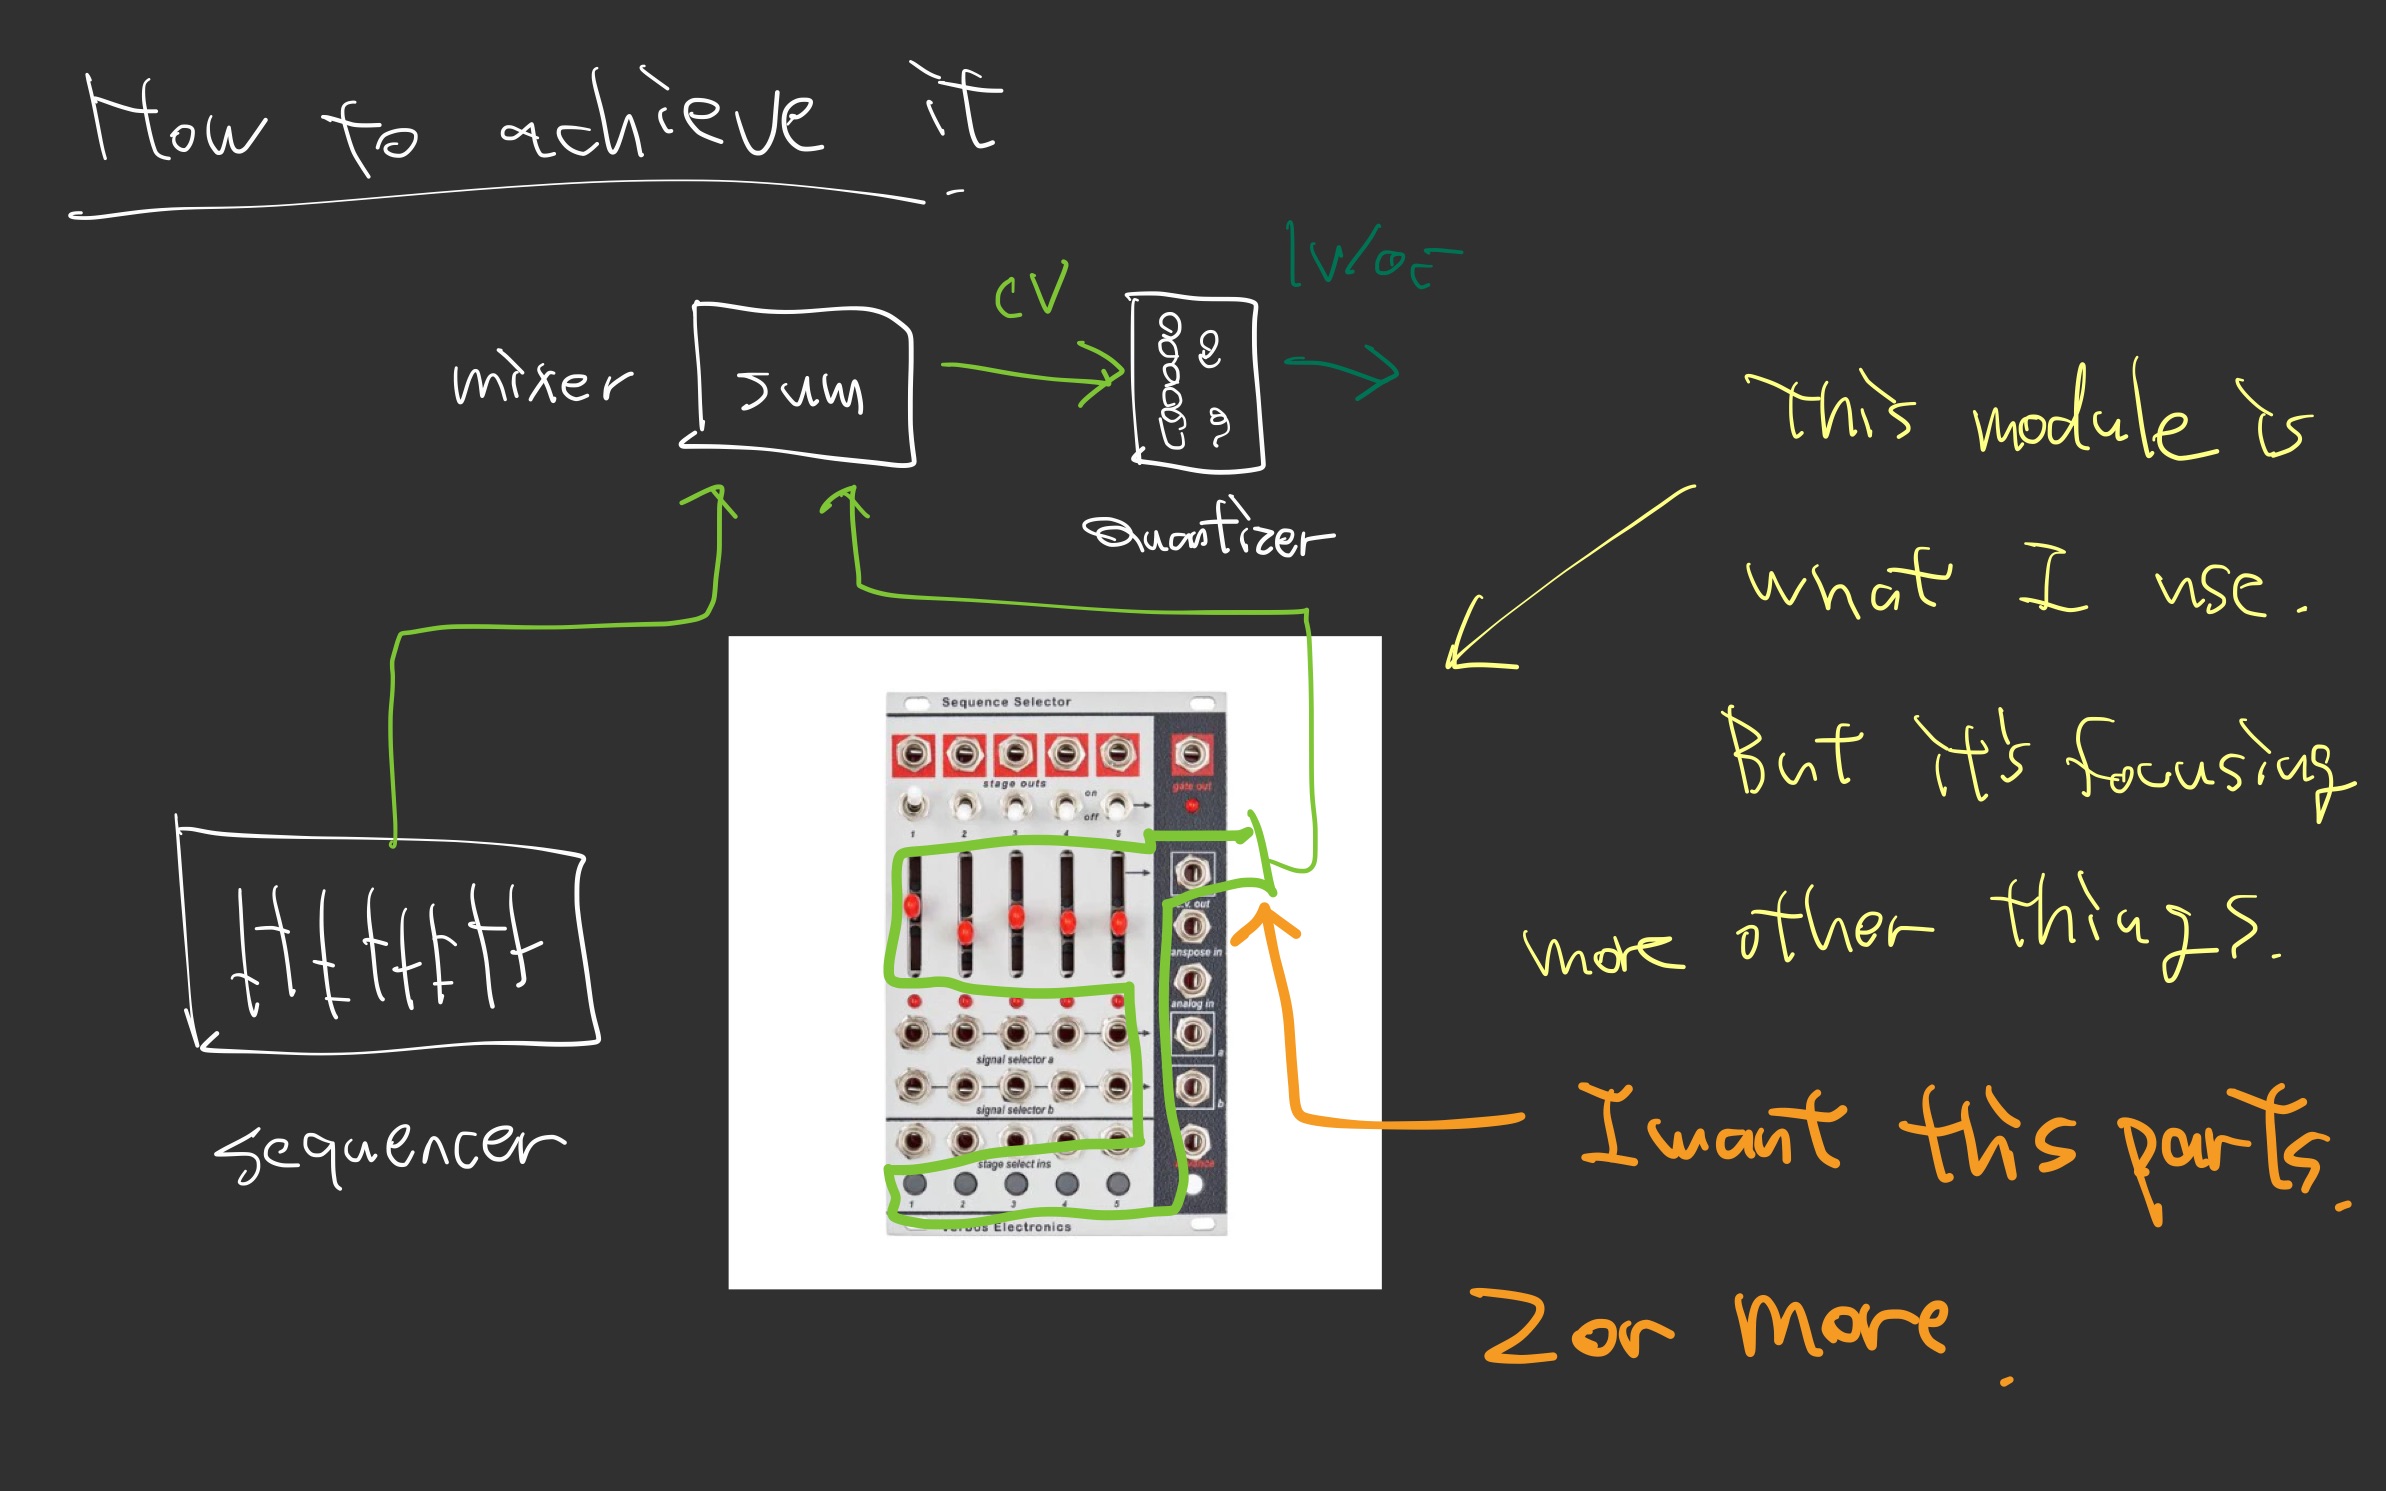 How to achieve it
CV
1V/oct
mixer
sum
Quantizer
This module is
what I use.
But it's focusing
more other things.
Sequence Selector
stage outs
on
off
gate out
1 2 3 4 5
c.v. out
anspose in
analog in
signal selector a
a
signal selector b
b
stage select ins
1 2 3 4 5
Electronics
sequencer
I want this parts.
2 or more.